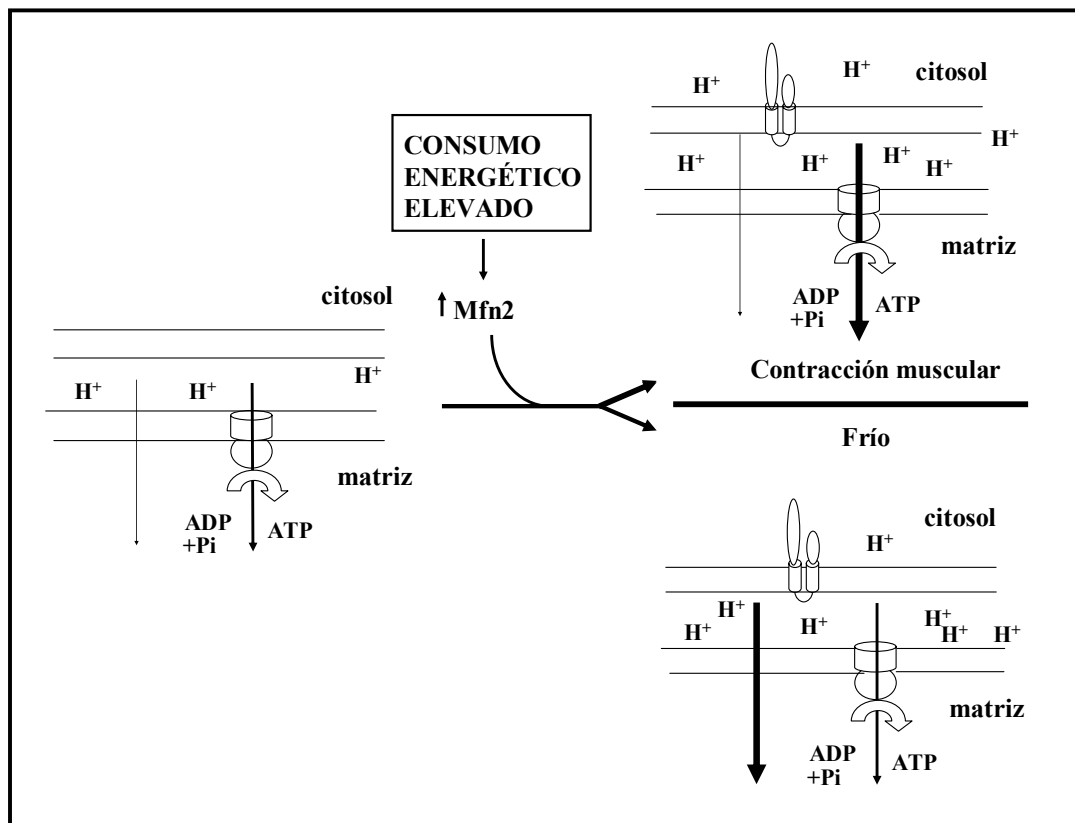 CONSUMO
ENERGÉTICO
ELEVADO
Mfn2
citosol
H+ H+ H+
matriz
ADP
+Pi
ATP
H+ H+ citosol
H+
H+ H+ H+ H+
matriz
ADP
+Pi
ATP
Contracción muscular
Frío
citosol
H+
H+ H+
H+ H+ H+ H+
matriz
ADP
+Pi
ATP